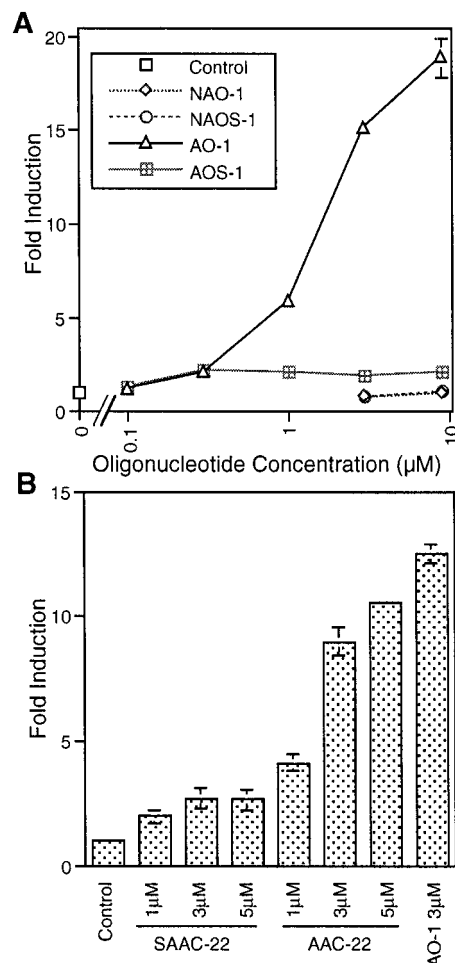 A
20
15
10
5
0
Fold Induction
Control
NAO-1
NAOS-1
AO-1
AOS-1
0
0.1
1
10
Oligonucleotide Concentration (µM)
B
15
10
5
0
Fold Induction
Control
1µM
3µM
5µM
1µM
3µM
5µM
AO-1 3µM
SAAC-22
AAC-22